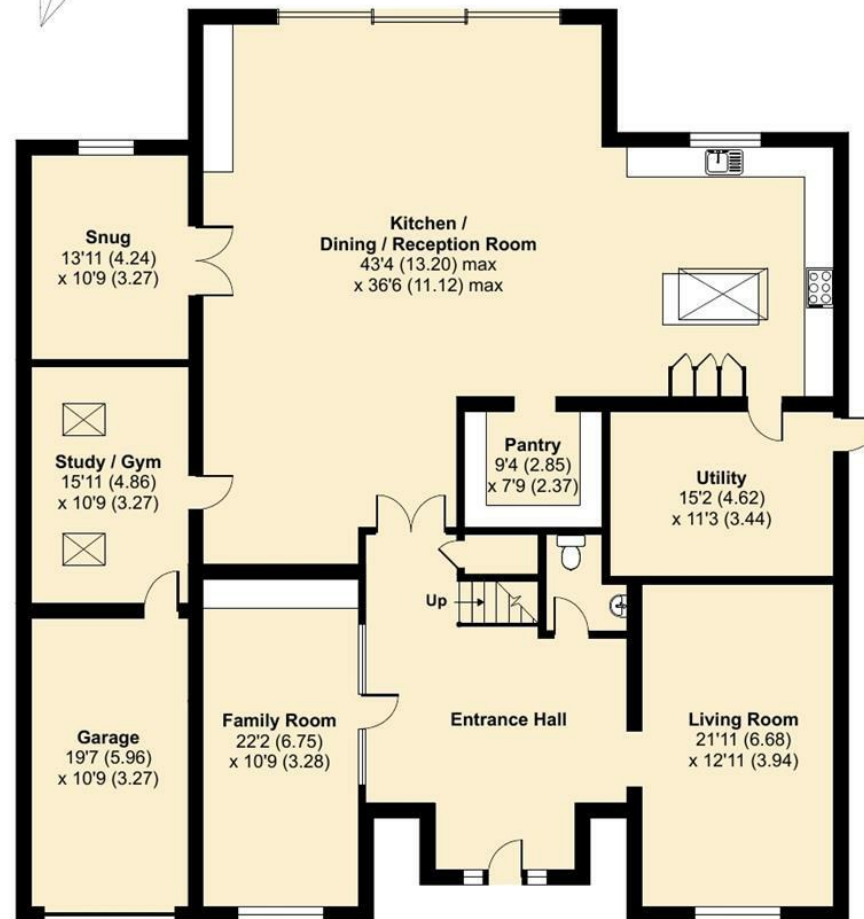 Kitchen /
Dining / Reception Room
43'4 (13.20) max
x 36'6 (11.12) max
Snug
13'11 (4.24)
x 10'9 (3.27)
Study / Gym
15'11 (4.86)
x 10'9 (3.27)
Pantry
9'4 (2.85)
x 7'9 (2.37)
Utility
15'2 (4.62)
x 11'3 (3.44)
Up
Garage
19'7 (5.96)
x 10'9 (3.27)
Family Room
22'2 (6.75)
x 10'9 (3.28)
Entrance Hall
Living Room
21'11 (6.68)
x 12'11 (3.94)